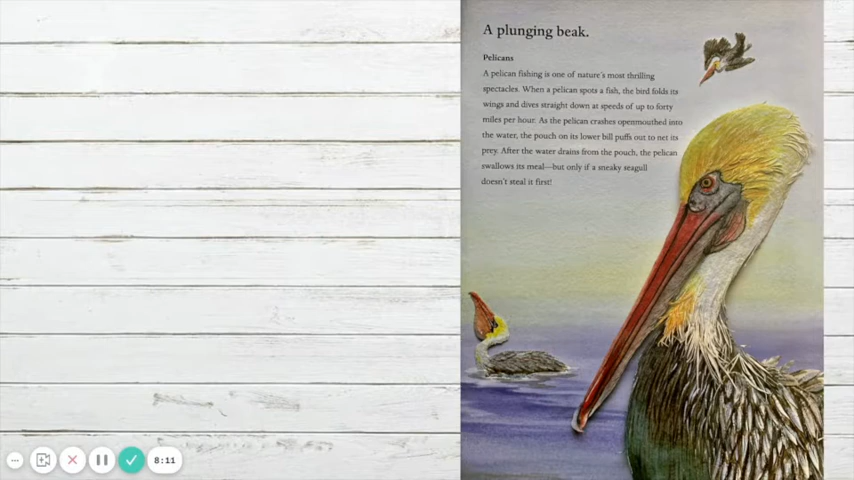 A plunging beak.
Pelicans
A pelican fishing is one of nature's most thrilling
spectacles. When a pelican spots a fish, the bird folds its
wings and dives straight down at speeds of up to forty
miles per hour. As the pelican crashes openmouthed into
the water, the pouch on its lower bill puffs out to net its
prey. After the water drains from the pouch, the pelican
swallows its meal—but only if a sneaky seagull
doesn't steal it first!
8:11